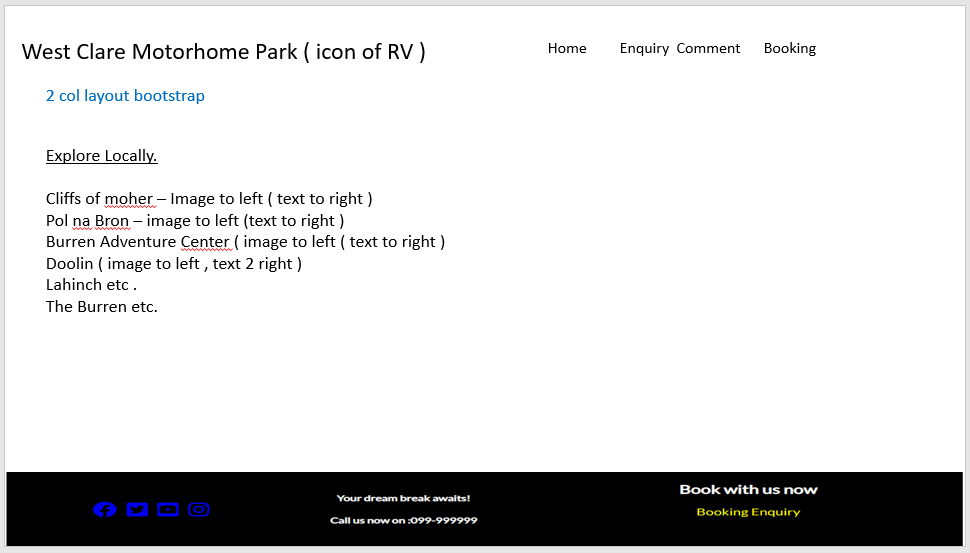 West Clare Motorhome Park ( icon of RV )
Home Enquiry Comment Booking
2 col layout bootstrap
Explore Locally.
Cliffs of moher – Image to left ( text to right )
Pol na Bron – image to left (text to right )
Burren Adventure Center ( image to left ( text to right )
Doolin ( image to left , text 2 right )
Lahinch etc .
The Burren etc.
Your dream break awaits!
Call us now on :099-999999
Book with us now
Booking Enquiry